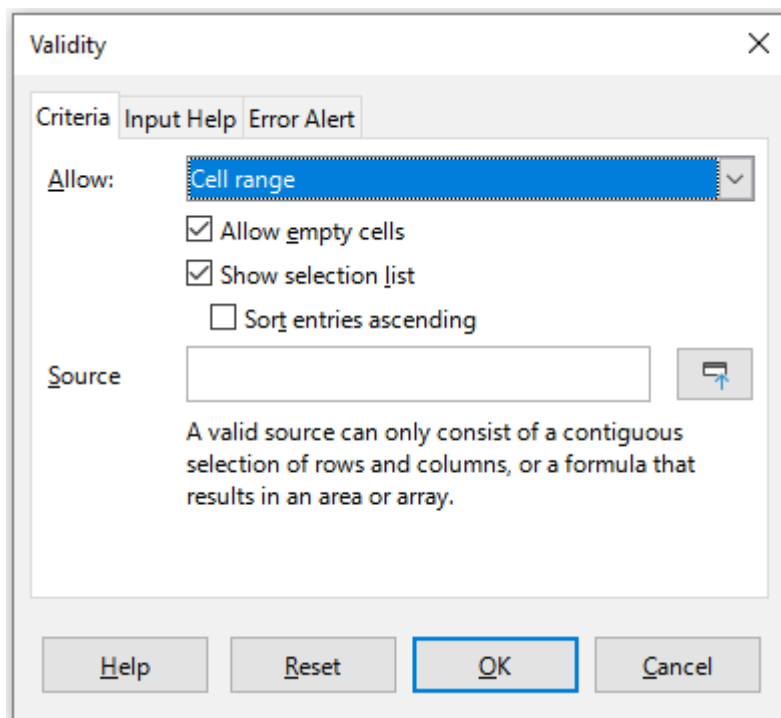 Validity
Criteria Input Help Error Alert
Allow: Cell range
Allow empty cells
Show selection list
Sort entries ascending
Source
A valid source can only consist of a contiguous
selection of rows and columns, or a formula that
results in an area or array.
Help Reset OK Cancel